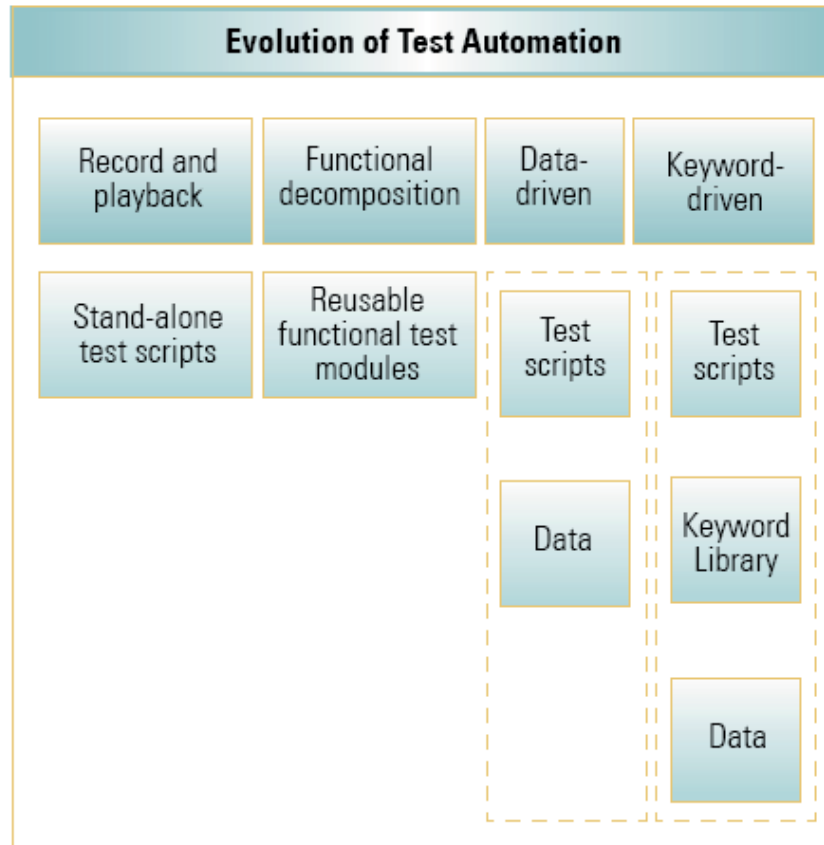 Evolution of Test Automation
Record and
playback
Functional
decomposition
Data-
driven
Keyword-
driven
Stand-alone
test scripts
Reusable
functional test
modules
Test
scripts
Test
scripts
Data
Keyword
Library
Data